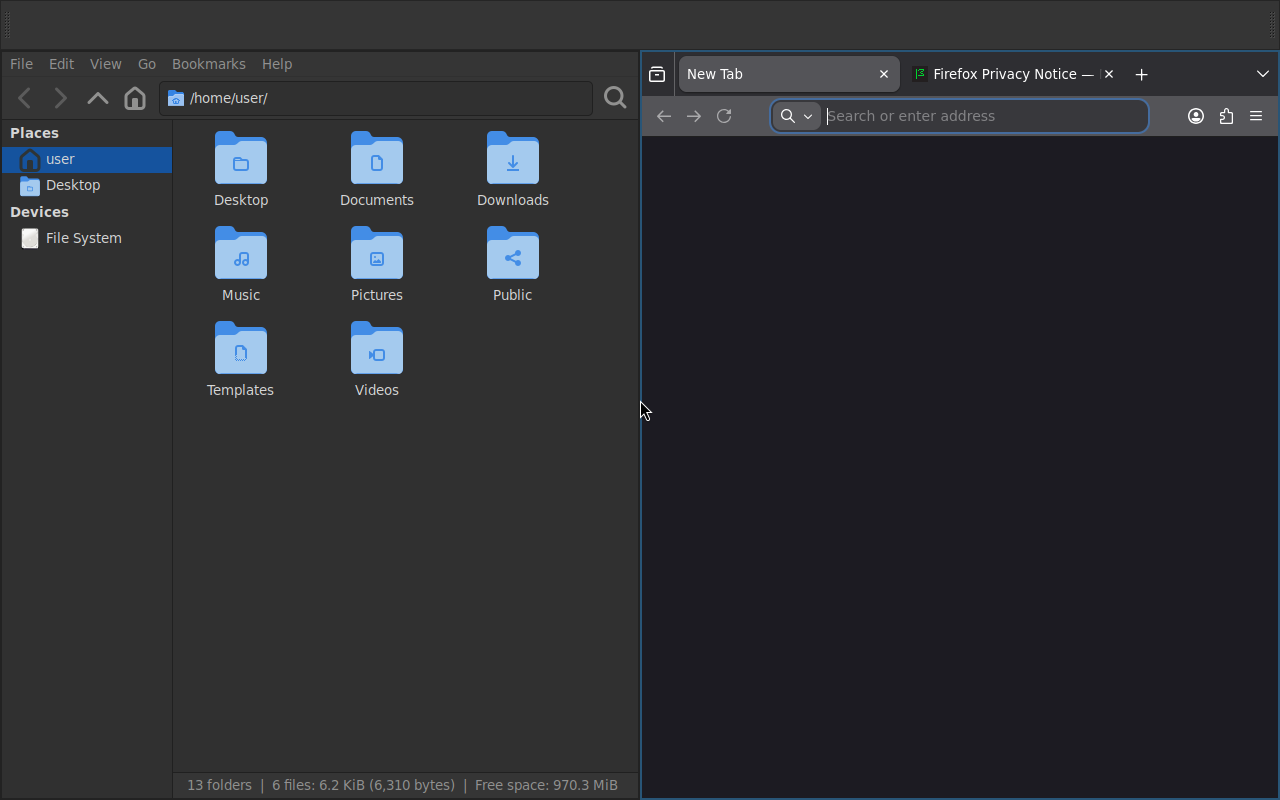 File Edit View Go Bookmarks Help
/home/user/
Places
user
Desktop
Devices
File System
Desktop Documents Downloads
Music Pictures Public
Templates Videos
13 folders | 6 files: 6.2 KiB (6,310 bytes) | Free space: 970.3 MiB
New Tab
Firefox Privacy Notice —
Search or enter address